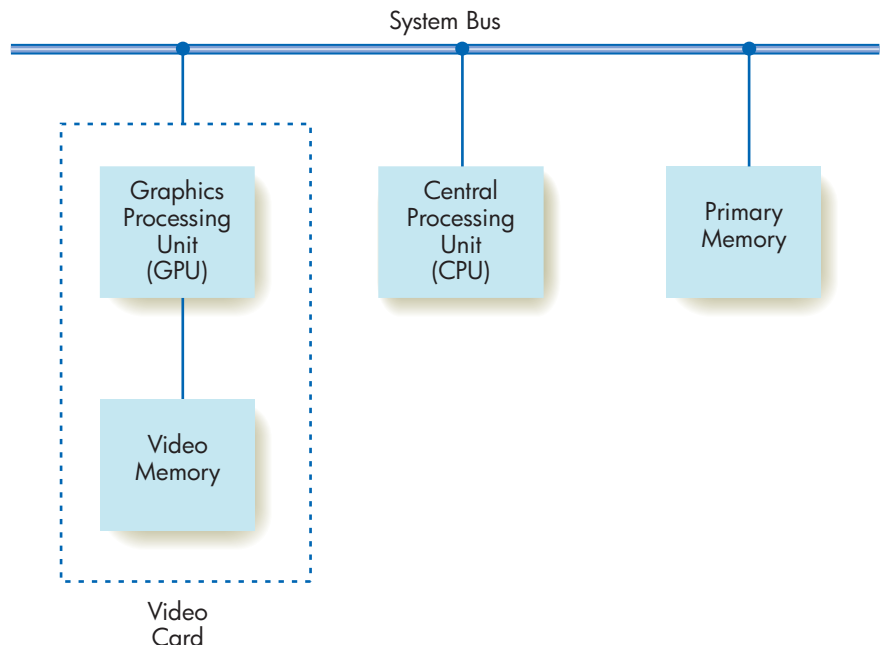 System Bus
Graphics
Processing
Unit
(GPU)
Central
Processing
Unit
(CPU)
Primary
Memory
Video
Memory
Video
Card